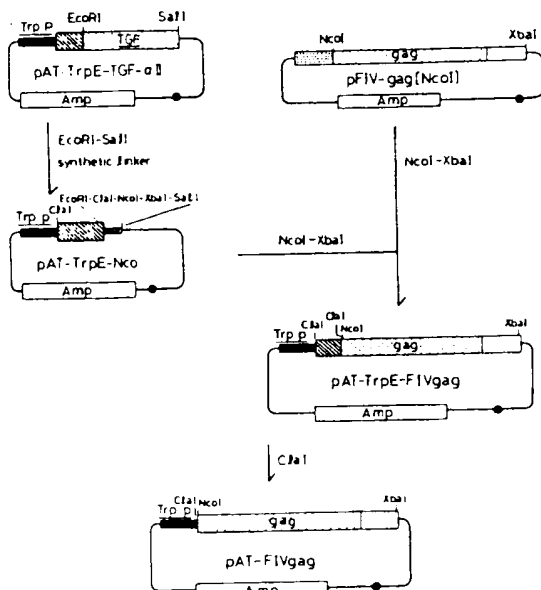 Trp P EcoRI SalI
TGF
pAT-TrpE-TGF-αII
Amp
NcoI XbaI
gag
pFIV-gag[NcoI]
Amp
EcoRI-SalI
synthetic linker
NcoI-XbaI
EcoRI-ClaI-NcoI-XbaI-SalI
Trp p ClaI
pAT-TrpE-Nco
Amp
NcoI-XbaI
Trp p ClaI ClaI NcoI XbaI
gag
pAT-TrpE-FIVgag
Amp
ClaI
Trp p ClaI NcoI XbaI
gag
pAT-FIVgag
Amp